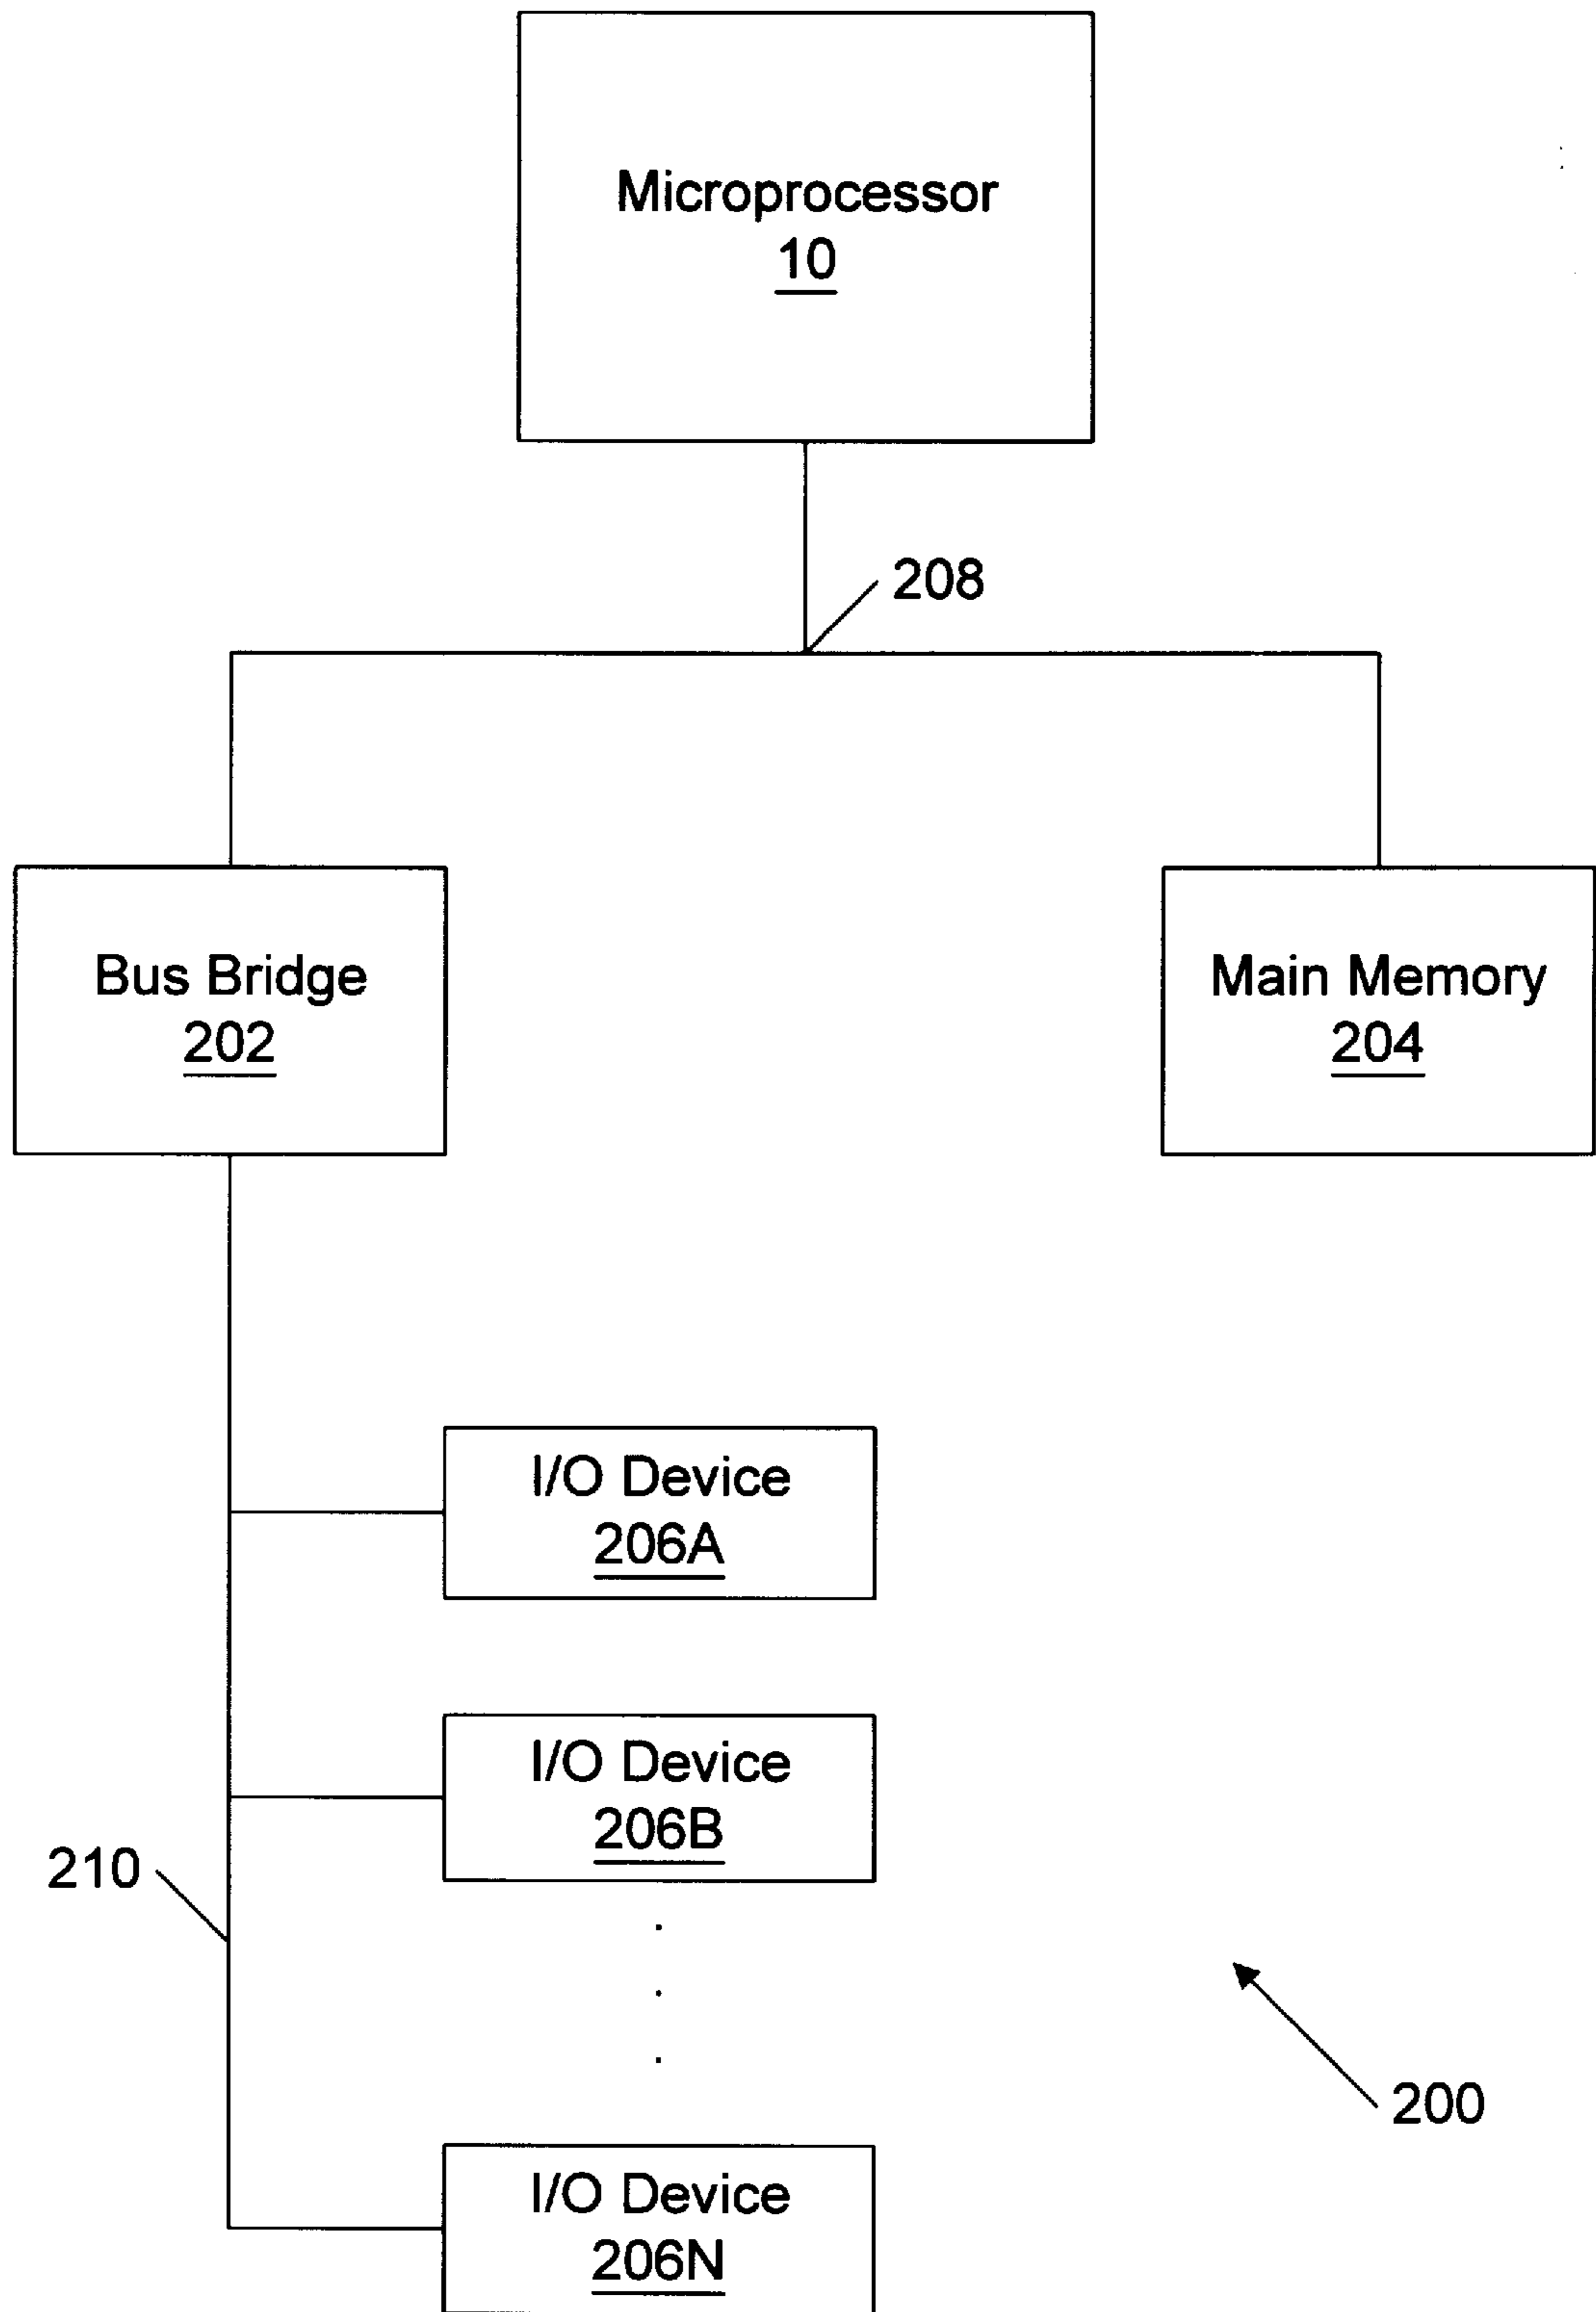 Microprocessor
10
208
Bus Bridge
202
Main Memory
204
I/O Device
206A
I/O Device
206B
210
200
I/O Device
206N